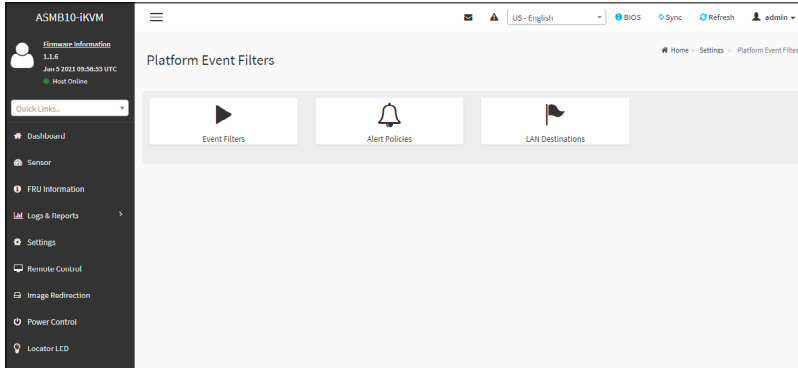 ASMB10-iKVM
Firmware Information
1.1.6
Jan 5 2021 09:58:53 UTC
Host Online
Quick Links...
Dashboard
Sensor
FRU Information
Logs & Reports
Settings
Remote Control
Image Redirection
Power Control
Locator LED
US - English
BIOS
Sync
Refresh
admin
Platform Event Filters
Home > Settings > Platform Event Filter
Event Filters
Alert Policies
LAN Destinations